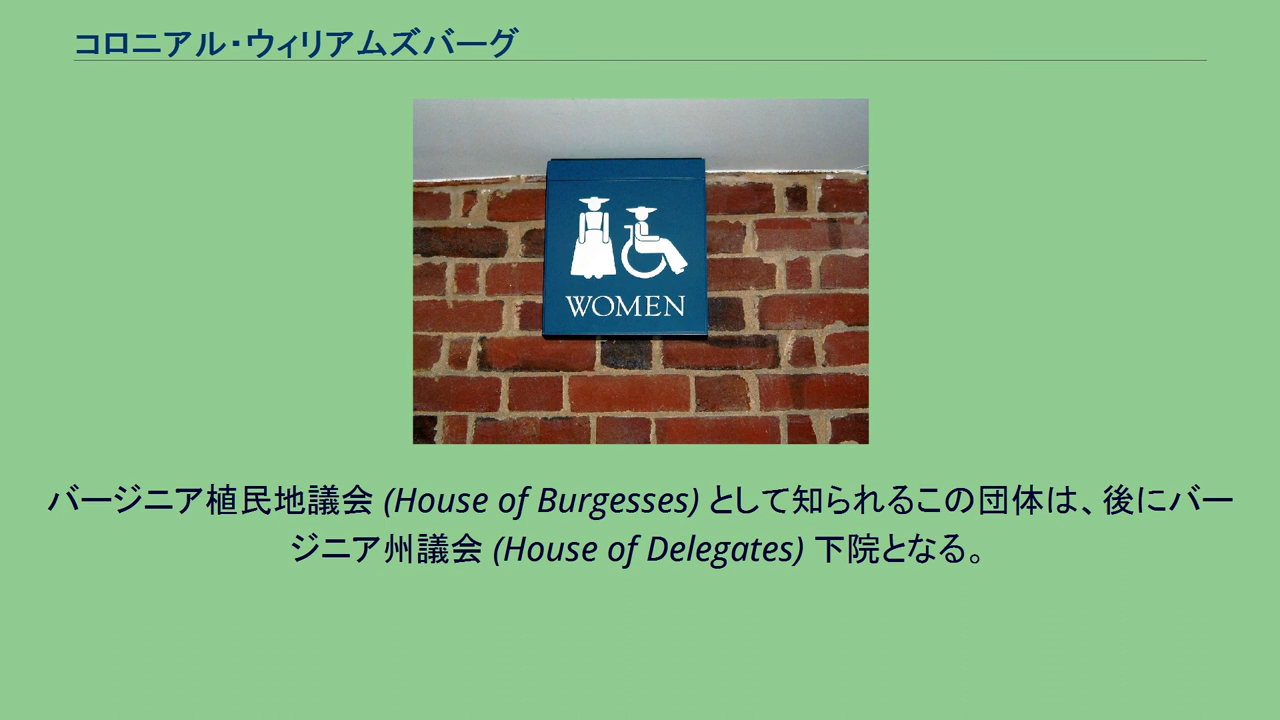 コロニアル・ウィリアムズバーグ
WOMEN
バージニア植民地議会 (House of Burgesses) として知られるこの団体は、後にバー
ジニア州議会 (House of Delegates) 下院となる。